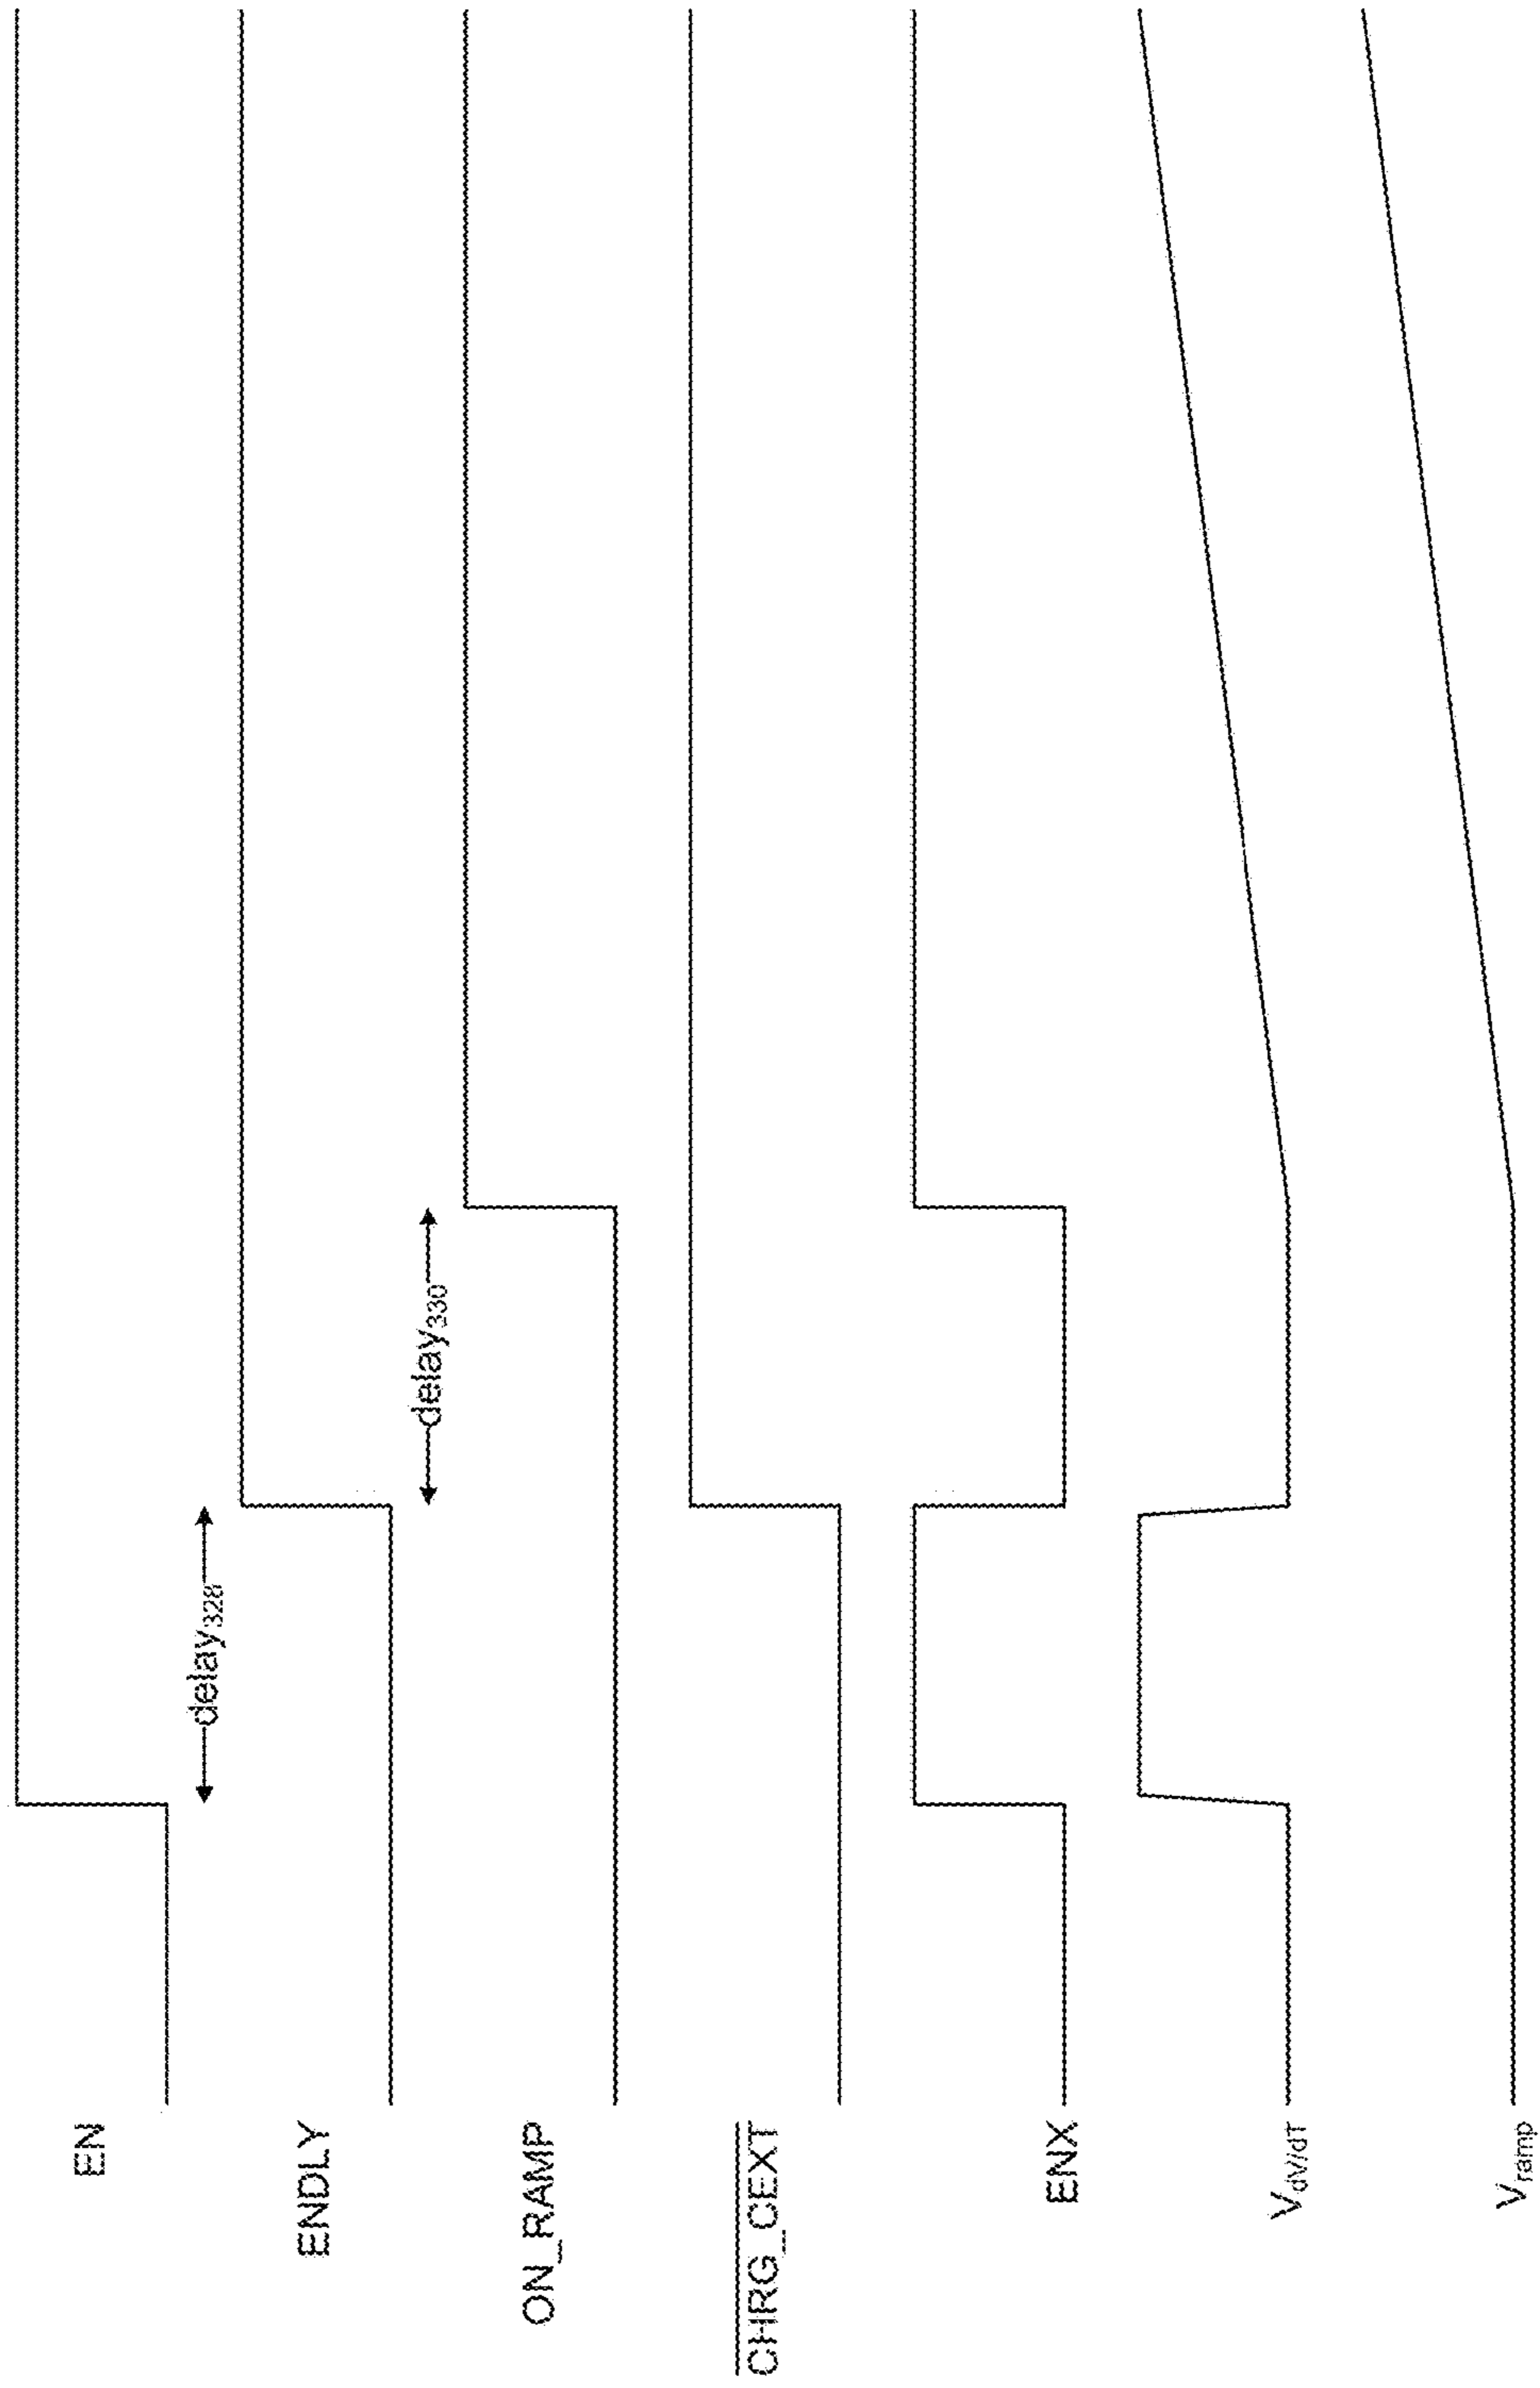 EN
delay328
ENDLY
delay330
ON_RAMP
CHRG_CEXT
ENX
VdV/dT
Vramp